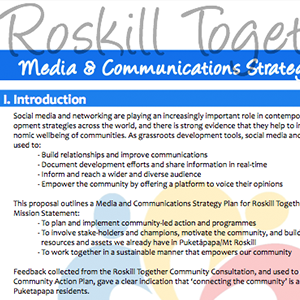 Roskill Toget
Media & Communications Strateg
I. Introduction
Social media and networking are playing an increasingly important role in contempo
opment strategies across the world, and there is strong evidence that they help to i
nomic wellbeing of communities. As grassroots development tools, social media and
used to:
- Build relationships and improve communications
- Document development efforts and share information in real-time
- Inform and reach a wider and diverse audience
- Empower the community by offering a platform to voice their opinions
This proposal outlines a Media and Communications Strategy Plan for Roskill Togethe
Mission Statement:
- To plan and implement community-led action and programmes
- To involve stake-holders and champions, motivate the community, and build
resources and assets we already have in Puketāpapa/Mt Roskill
- To work together in a sustainable manner that empowers our community
Feedback collected from the Roskill Together Community Consultation, and used to
Community Action Plan, gave a clear indication that 'connecting the community' is a
Puketapapa residents.